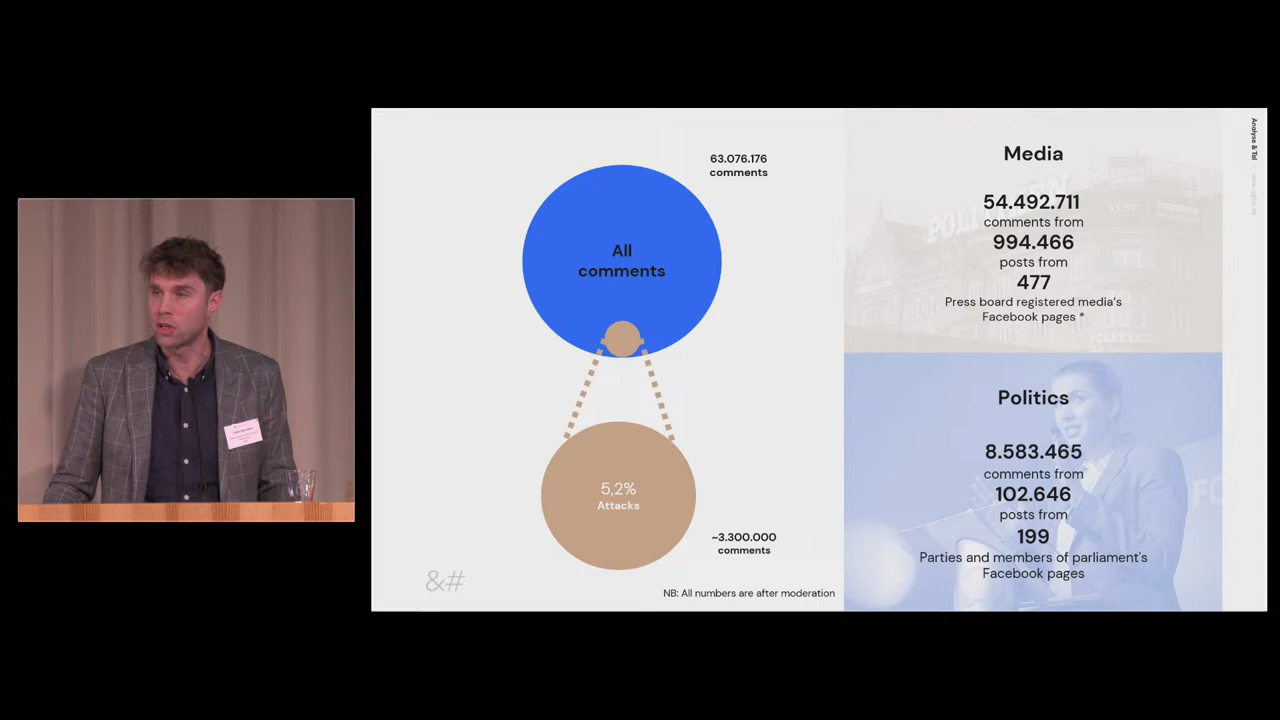 63.076.176
comments
All
comments
5,2%
Attacks
~3.300.000
comments
NB: All numbers are after moderation
&#
Media
54.492.711
comments from
994.466
posts from
477
Press board registered media's
Facebook pages *
Politics
8.583.465
comments from
102.646
posts from
199
Parties and members of parliament's
Facebook pages
Analyse & Tal
POLITIKEN